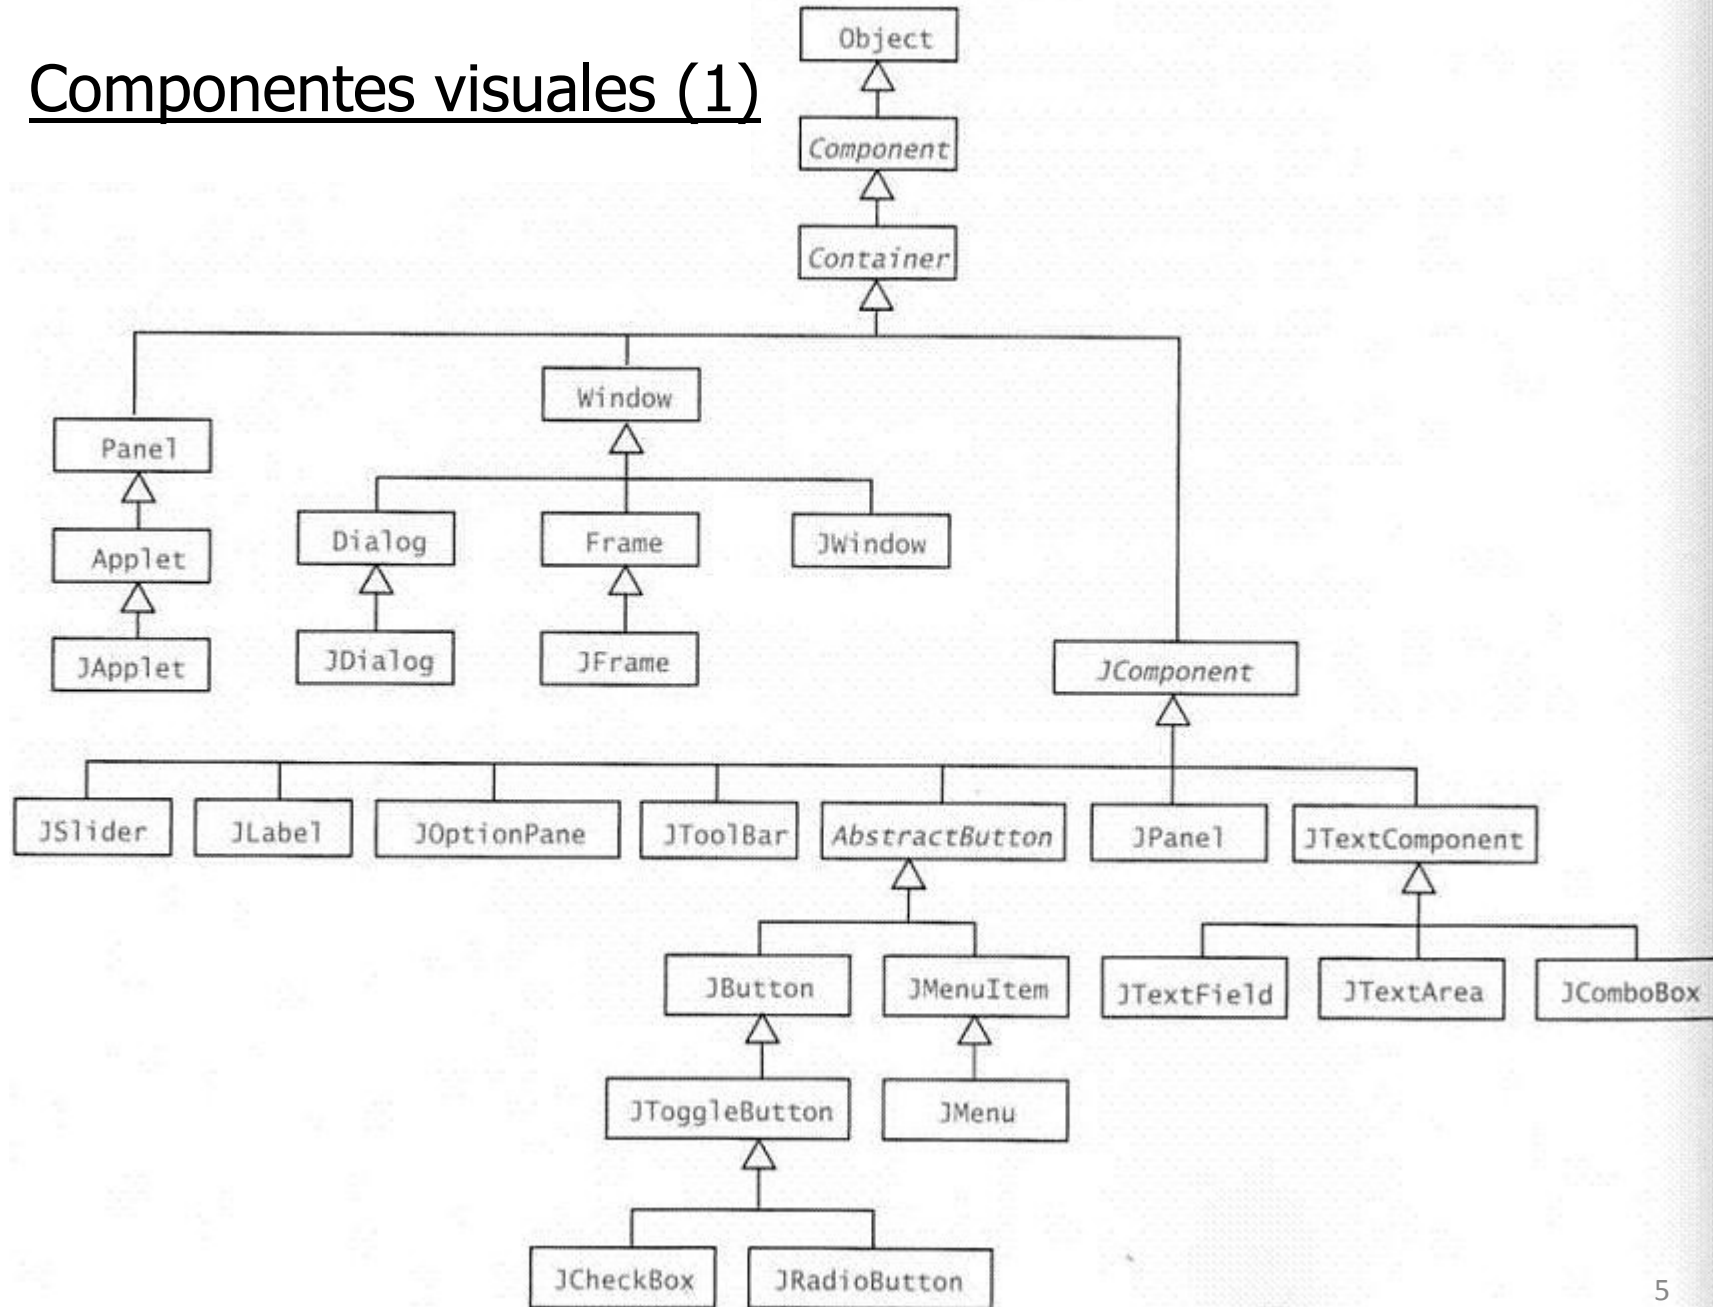 Componentes visuales (1)
Object
Component
Container
Window
Panel
Dialog
Frame
JWindow
Applet
JApplet
JDialog
JFrame
JComponent
JSlider
JLabel
JOptionPane
JToolBar
AbstractButton
JPanel
JTextComponent
JButton
JMenuItem
JTextField
JTextArea
JComboBox
JToggleButton
JMenu
JCheckBox
JRadioButton
5